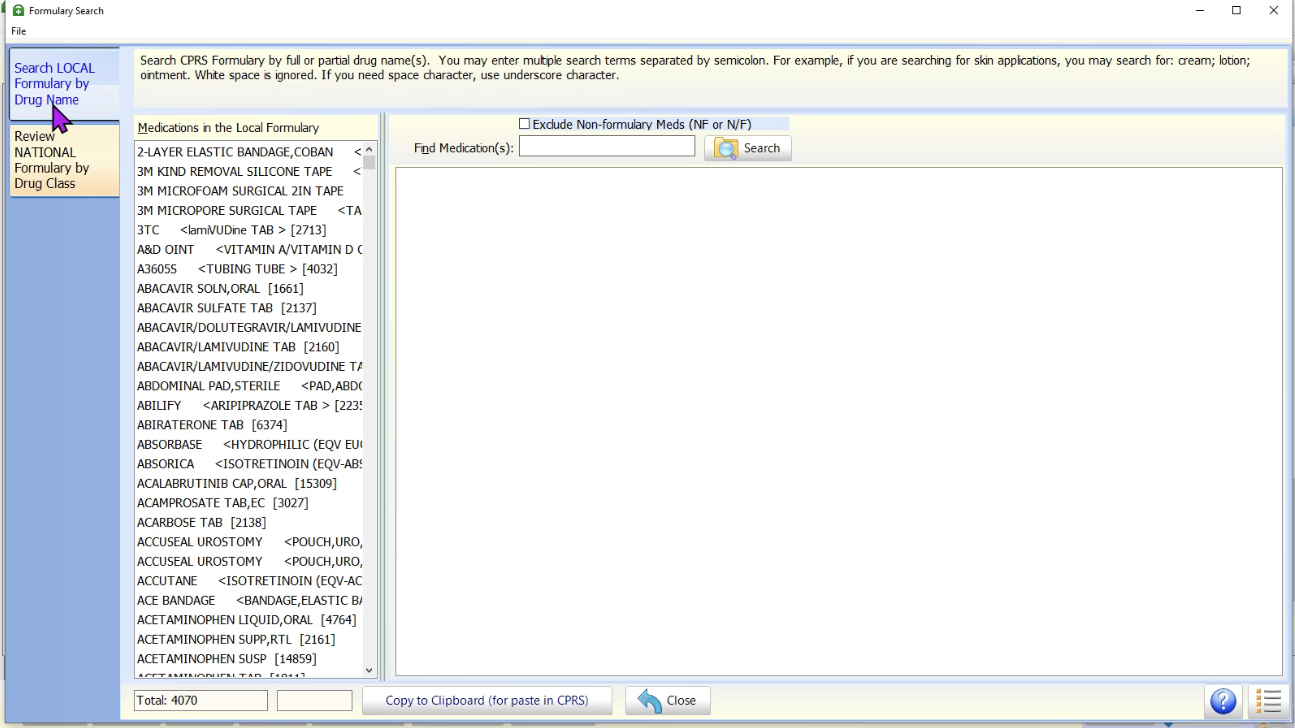 Formulary Search
File
Search LOCAL
Formulary by
Drug Name
Review
NATIONAL
Formulary by
Drug Class
Search CPRS Formulary by full or partial drug name(s).  You may enter multiple search terms separated by semicolon. For example, if you are searching for skin applications, you may search for: cream; lotion;
ointment. White space is ignored. If you need space character, use underscore character.
Medications in the Local Formulary
2-LAYER ELASTIC BANDAGE,COBAN <
3M KIND REMOVAL SILICONE TAPE <
3M MICROFOAM SURGICAL 2IN TAPE
3M MICROPORE SURGICAL TAPE <TA
3TC <lamiVUDine TAB > [2713]
A&D OINT <VITAMIN A/VITAMIN D
A3605S <TUBING TUBE > [4032]
ABACAVIR SOLN,ORAL [1661]
ABACAVIR SULFATE TAB [2137]
ABACAVIR/DOLUTEGRAVIR/LAMIVUDINE
ABACAVIR/LAMIVUDINE TAB [2160]
ABACAVIR/LAMIVUDINE/ZIDOVUDINE TA
ABDOMINAL PAD,STERILE <PAD,ABDO
ABILIFY <ARIPIPRAZOLE TAB > [2235
ABIRATERONE TAB [6374]
ABSORBASE <HYDROPHILIC (EQV EU
ABSORICA <ISOTRETINOIN (EQV-ABS
ACALABRUTINIB CAP,ORAL [15309]
ACAMPROSATE TAB,EC [3027]
ACARBOSE TAB [2138]
ACCUSEAL UROSTOMY <POUCH,URO,
ACCUSEAL UROSTOMY <POUCH,URO,
ACCUTANE <ISOTRETINOIN (EQV-AC
ACE BANDAGE <BANDAGE,ELASTIC
ACETAMINOPHEN LIQUID,ORAL [4764]
ACETAMINOPHEN SUPP,RTL [2161]
ACETAMINOPHEN SUSP [14859]
Exclude Non-formulary Meds (NF or N/F)
Find Medication(s):
Search
Total: 4070
Copy to Clipboard (for paste in CPRS)
Close